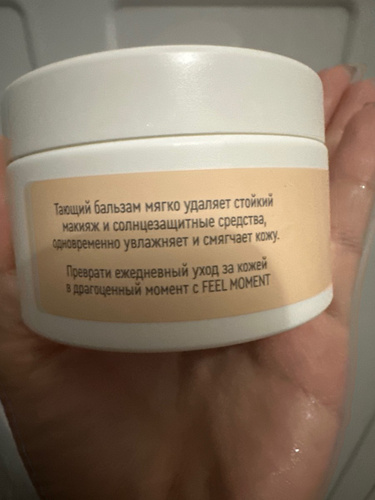 Тающий бальзам мягко удаляет стойкий
макияж и солнцезащитные средства,
одновременно увлажняет и смягчает кожу.
Преврати ежедневный уход за кожей
в драгоценный момент с FEEL MOMENT